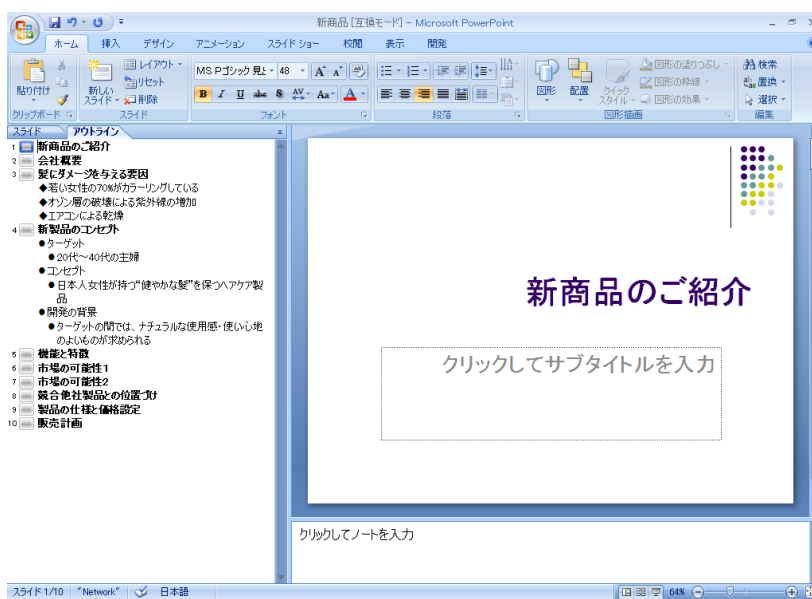 新商品 [互換モード] - Microsoft PowerPoint
ホーム 挿入 デザイン アニメーション スライド ショー 校閲 表示 開発
貼り付け
新しい
スライド
レイアウト
リセット
削除
MS Pゴシック 見出 48
B I U abc S AV Aa A
図形
配置
クイック
スタイル
図形の塗りつぶし
図形の枠線
図形の効果
検索
置換
選択
クリップボード スライド フォント 段落 図形描画 編集
スライド アウトライン
1 新商品のご紹介
2 会社概要
3 髪にダメージを与える要因
◆若い女性の70%がカラーリングしている
◆オゾン層の破壊による紫外線の増加
◆エアコンによる乾燥
4 新製品のコンセプト
●ターゲット
●20代～40代の主婦
●コンセプト
●日本人女性が持つ“健やかな髪”を保つヘアケア製
品
●開発の背景
●ターゲットの間では、ナチュラルな使用感・使い心地
のよいものが求められる
5 機能と特徴
6 市場の可能性1
7 市場の可能性2
8 競合他社製品との位置づけ
9 製品の仕様と価格設定
10 販売計画
新商品のご紹介
クリックしてサブタイトルを入力
クリックしてノートを入力
スライド 1/10 "Network" 日本語 64%